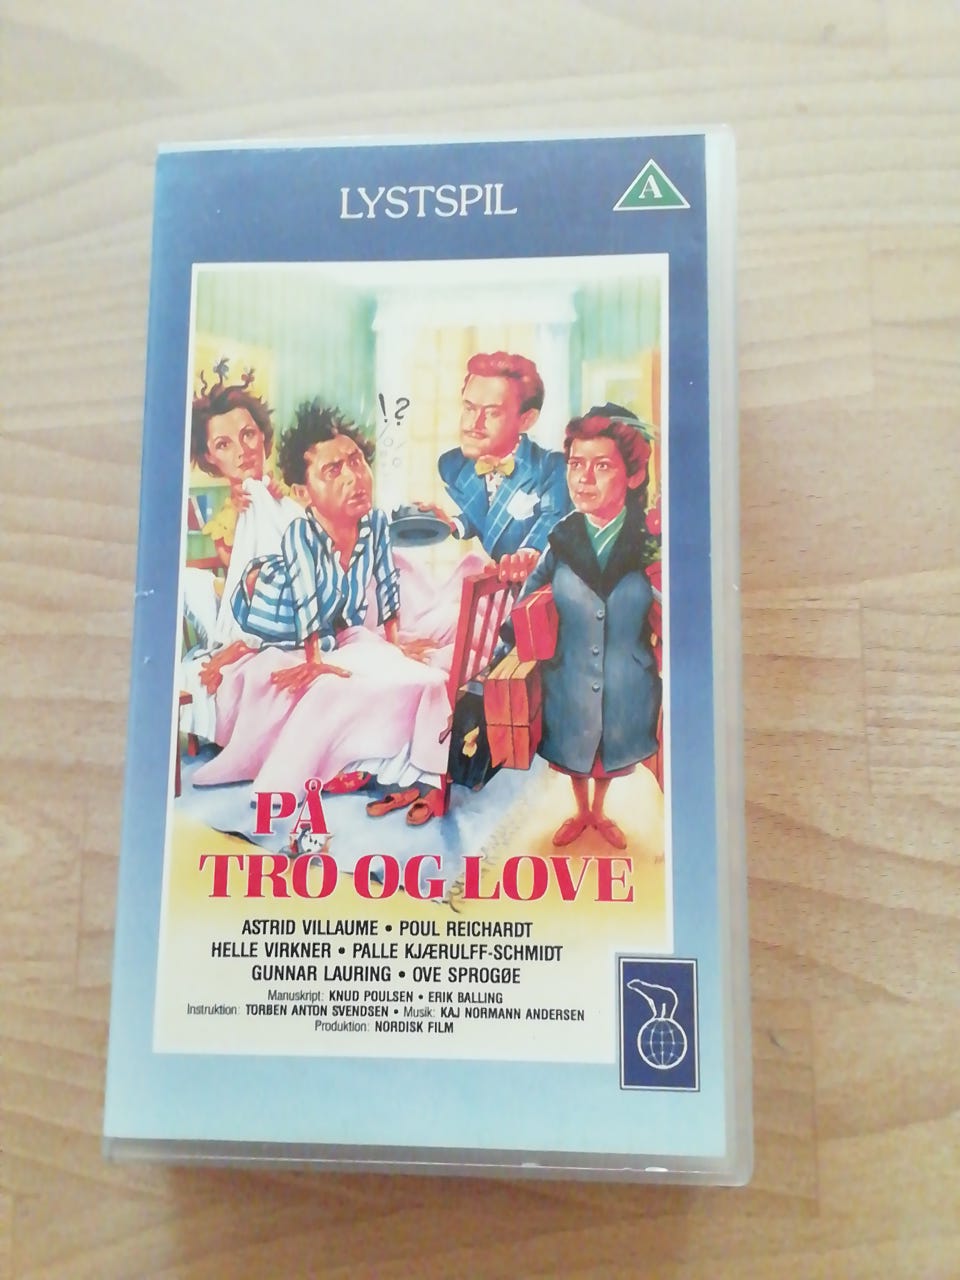 LYSTSPIL
A
!?
PÅ
TRO OG LOVE
ASTRID VILLAUME • POUL REICHARDT
HELLE VIRKNER • PALLE KJÆRULFF-SCHMIDT
GUNNAR LAURING • OVE SPROGØE
Manuskript: KNUD POULSEN • ERIK BALLING
Instruktion: TORBEN ANTON SVENDSEN • Musik: KAJ NORMANN ANDERSEN
Produktion: NORDISK FILM